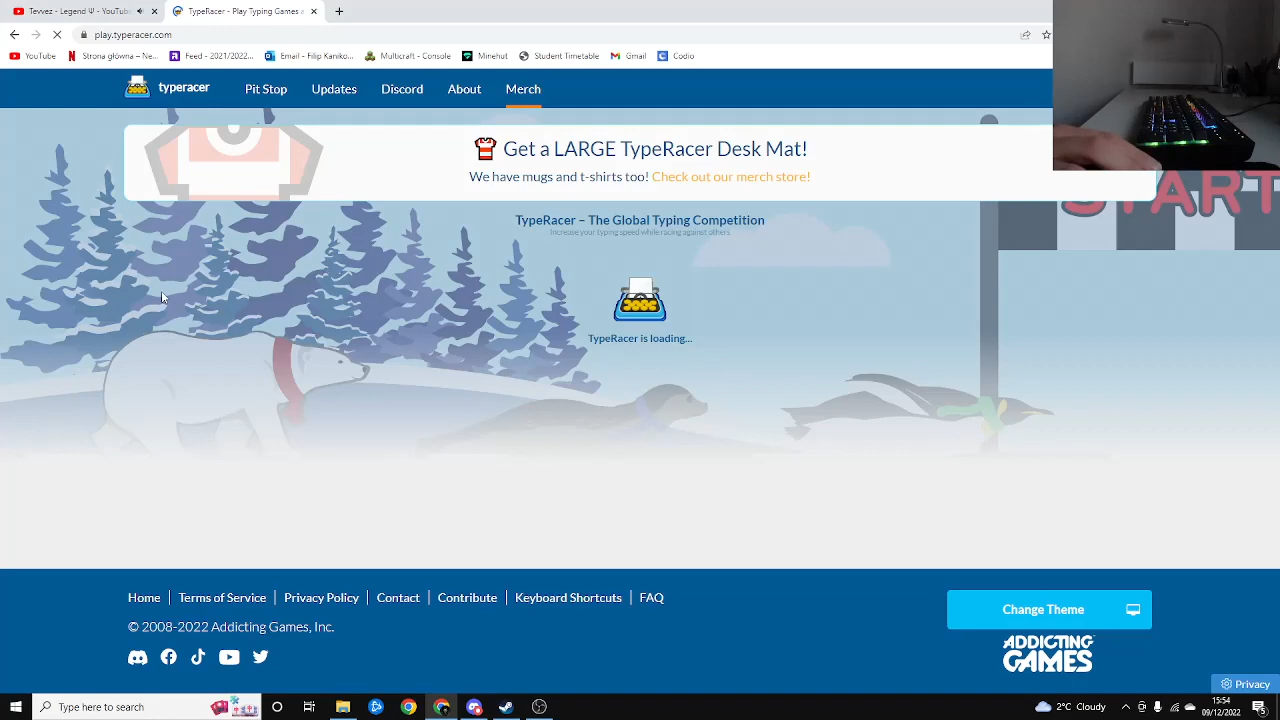 Tevvez - Legend Ψ - YouTub
TypeRacer - Play Typing Games a
play.typeracer.com
YouTube
Strona główna – Ne...
Feed - 2021/2022...
Email - Filip Kaniko...
Multicraft - Console
Minehut
Student Timetable
Gmail
Codio
typeracer
Pit Stop
Updates
Discord
About
Merch
Get a LARGE TypeRacer Desk Mat!
We have mugs and t-shirts too! Check out our merch store!
START
TypeRacer – The Global Typing Competition
Increase your typing speed while racing against others
TypeRacer is loading...
Home | Terms of Service | Privacy Policy | Contact | Contribute | Keyboard Shortcuts | FAQ
Change Theme
© 2008-2022 Addicting Games, Inc.
ADDICTING
GAMES
Privacy
Type here to search
2°C Cloudy
15:54
09/12/2022